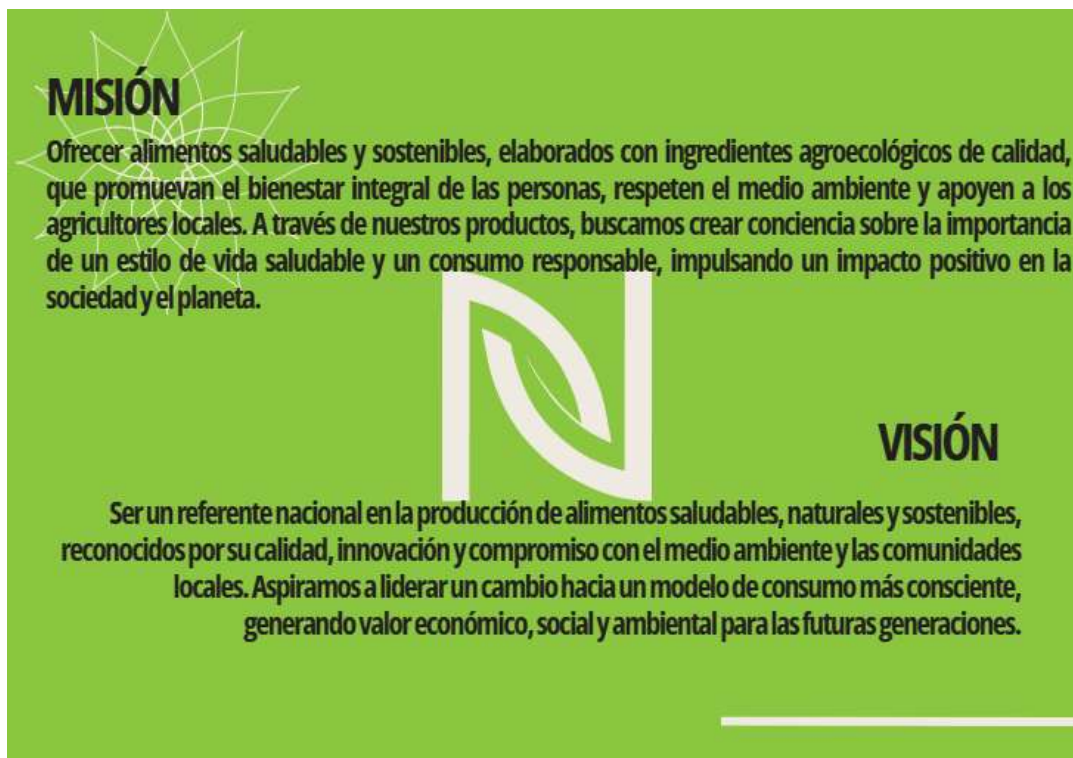 MISIÓN
Ofrecer alimentos saludables y sostenibles, elaborados con ingredientes agroecológicos de calidad,
que promuevan el bienestar integral de las personas, respeten el medio ambiente y apoyen a los
agricultores locales. A través de nuestros productos, buscamos crear conciencia sobre la importancia
de un estilo de vida saludable y un consumo responsable, impulsando un impacto positivo en la
sociedad y el planeta.
VISIÓN
Ser un referente nacional en la producción de alimentos saludables, naturales y sostenibles,
reconocidos por su calidad, innovación y compromiso con el medio ambiente y las comunidades
locales. Aspiramos a liderar un cambio hacia un modelo de consumo más consciente,
generando valor económico, social y ambiental para las futuras generaciones.